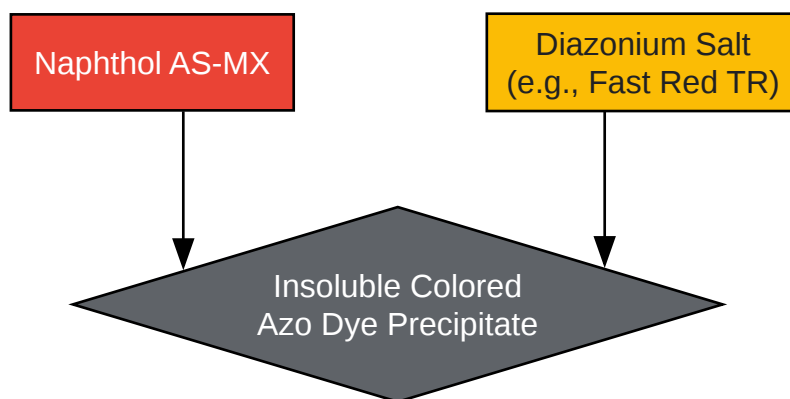 Naphthol AS-MX
Diazonium Salt
(e.g., Fast Red TR)
Insoluble Colored
Azo Dye Precipitate